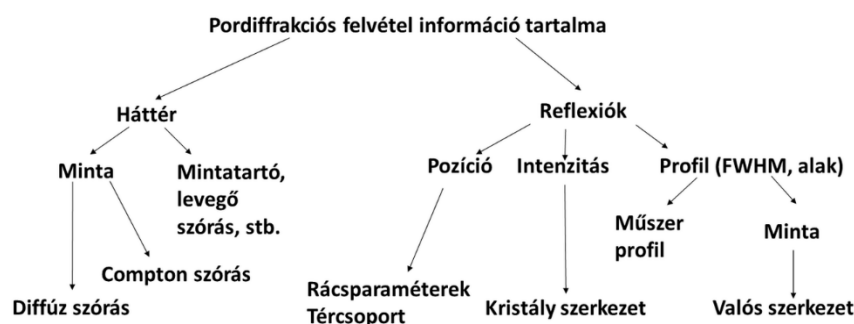 Pordiffrakciós felvétel információ tartalma
Háttér
Reflexiók
Minta
Mintatartó,
levegő
szórás, stb.
Pozíció
Intenzitás
Profil (FWHM, alak)
Műszer
profil
Minta
Compton szórás
Diffúz szórás
Rácsparaméterek
Tércsoport
Kristály szerkezet
Valós szerkezet